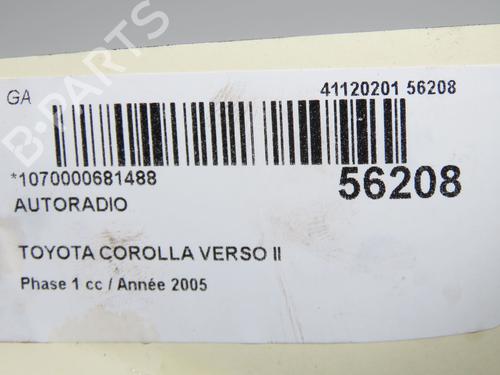 GA
41120201 56208
*1070000681488
56208
AUTORADIO
TOYOTA COROLLA VERSO II
Phase 1 cc / Année 2005
B-PARTS